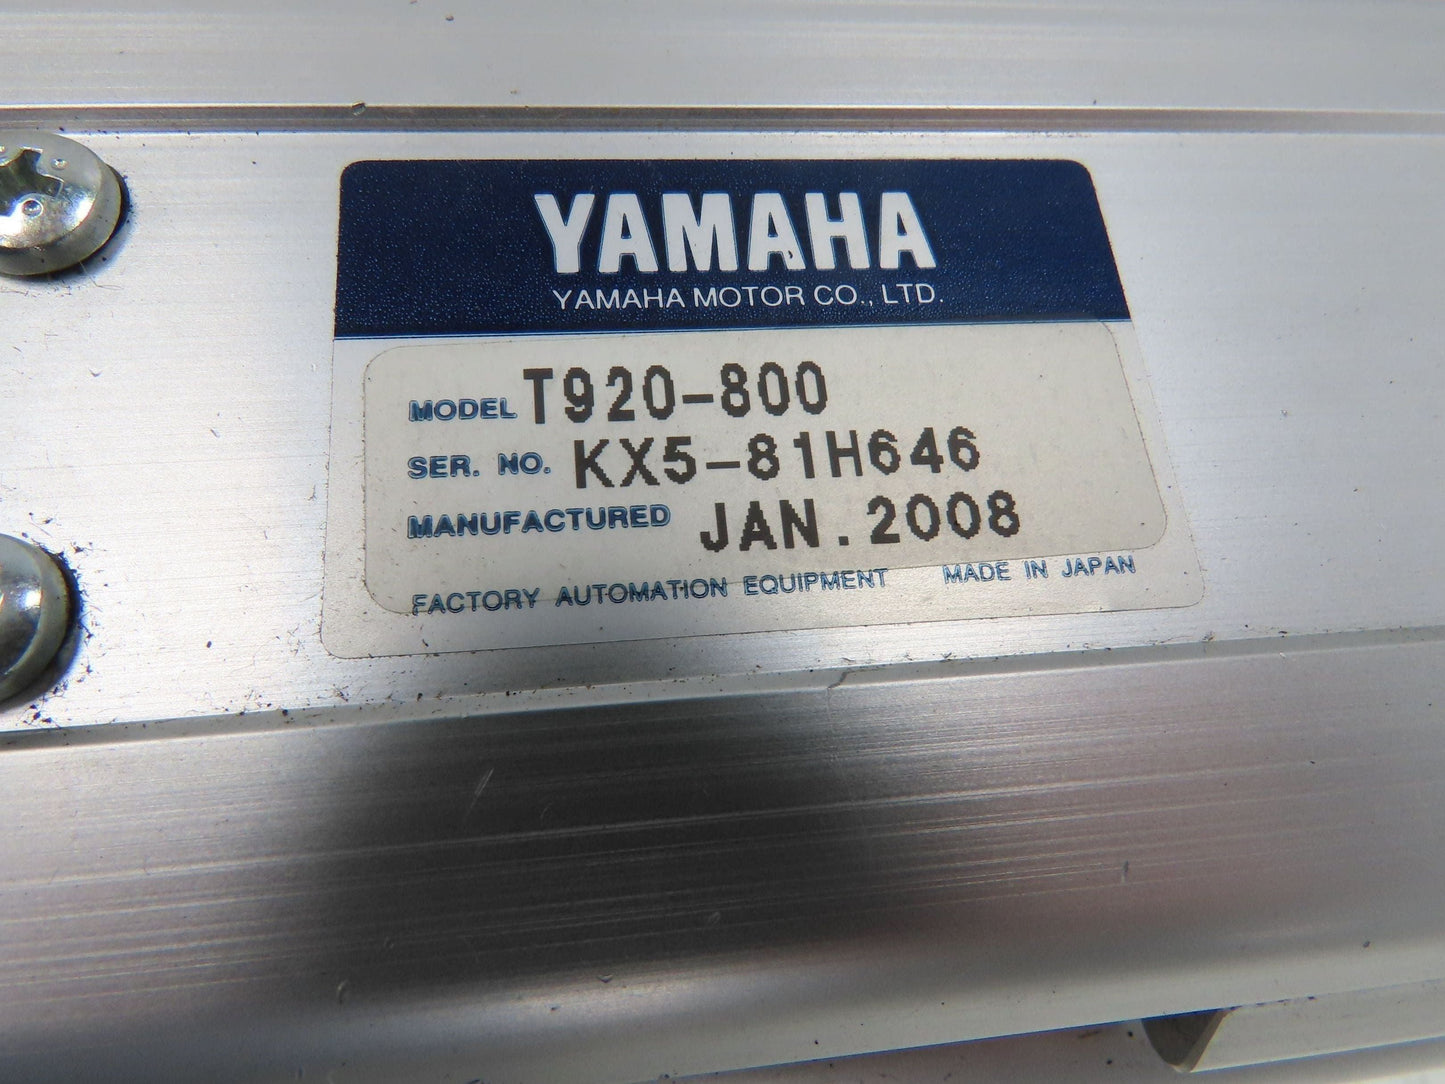 YAMAHA
YAMAHA MOTOR CO., LTD.
MODEL T920-800
SER. NO. KX5-81H646
MANUFACTURED JAN. 2008
FACTORY AUTOMATION EQUIPMENT MADE IN JAPAN